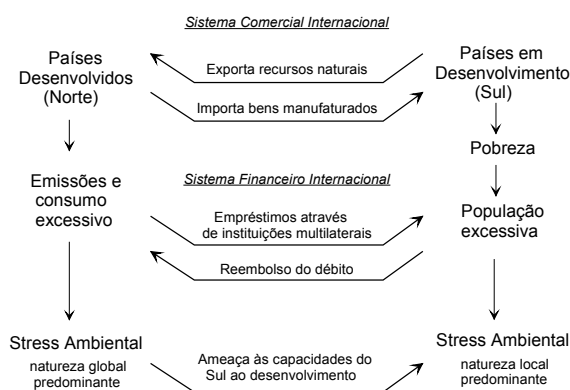 Sistema Comercial Internacional
Países
Desenvolvidos
(Norte)
Exporta recursos naturais
Importa bens manufaturados
Países em
Desenvolvimento
(Sul)
Pobreza
Emissões e
consumo
excessivo
Sistema Financeiro Internacional
Empréstimos através
de instituições multilaterais
Reembolso do débito
População
excessiva
Stress Ambiental
natureza global
predominante
Ameaça às capacidades do
Sul ao desenvolvimento
Stress Ambiental
natureza local
predominante